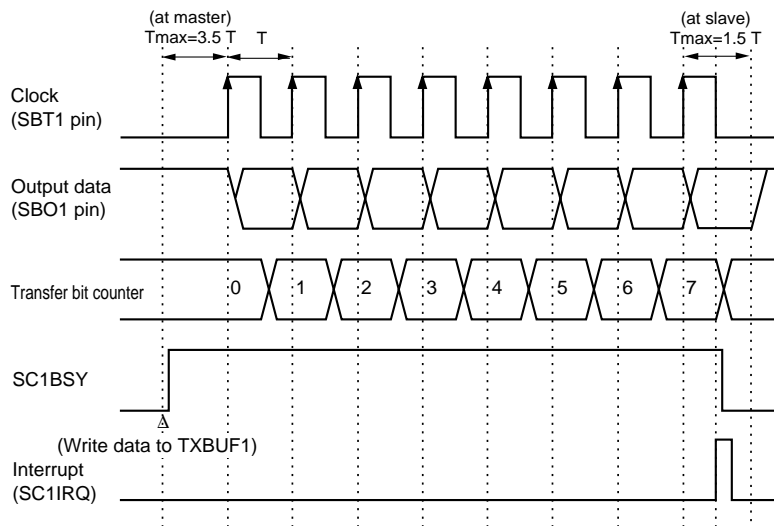 (at master)
Tmax=3.5 T
T
(at slave)
Tmax=1.5 T
Clock
(SBT1 pin)
Output data
(SBO1 pin)
Transfer bit counter
0 1 2 3 4 5 6 7
SC1BSY
(Write data to TXBUF1)
Interrupt
(SC1IRQ)